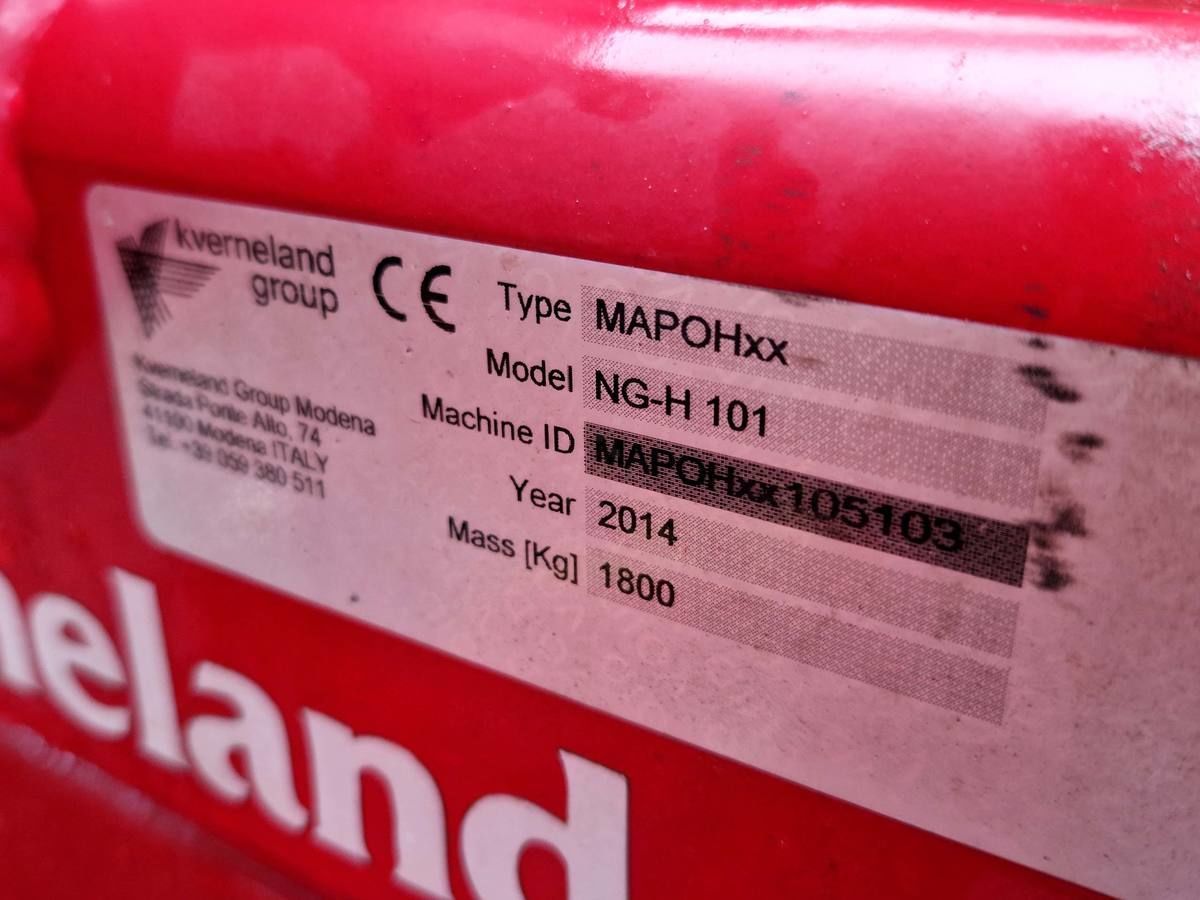 kverneland
group
CE
Kverneland Group Modena
Strada Ponte Alto, 74
41100 Modena ITALY
Tel. +39 059 380 511
Type MAPOHxx
Model NG-H 101
Machine ID MAPOHxx105103
Year 2014
Mass [Kg] 1800
neland